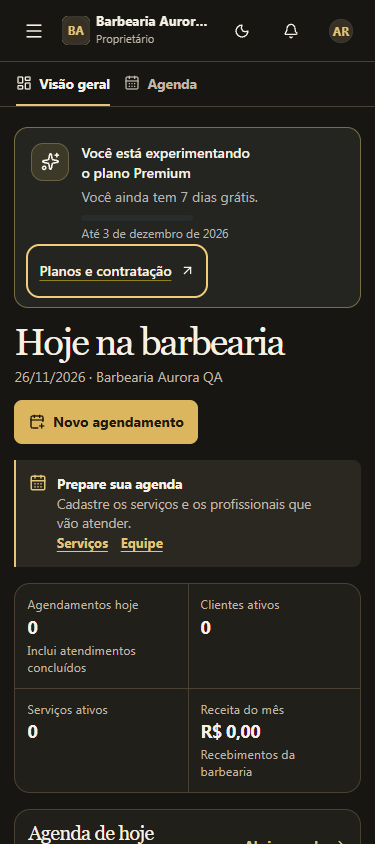 BA
Barbearia Auror...
Proprietário
AR
Visão geral
Agenda
Você está experimentando
o plano Premium
Você ainda tem 7 dias grátis.
Até 3 de dezembro de 2026
Planos e contratação
Hoje na barbearia
26/11/2026 · Barbearia Aurora QA
Novo agendamento
Prepare sua agenda
Cadastre os serviços e os profissionais que
vão atender.
Serviços Equipe
Agendamentos hoje
0
Inclui atendimentos
concluídos
Clientes ativos
0
Serviços ativos
0
Receita do mês
R$ 0,00
Recebimentos da
barbearia
Agenda de hoje